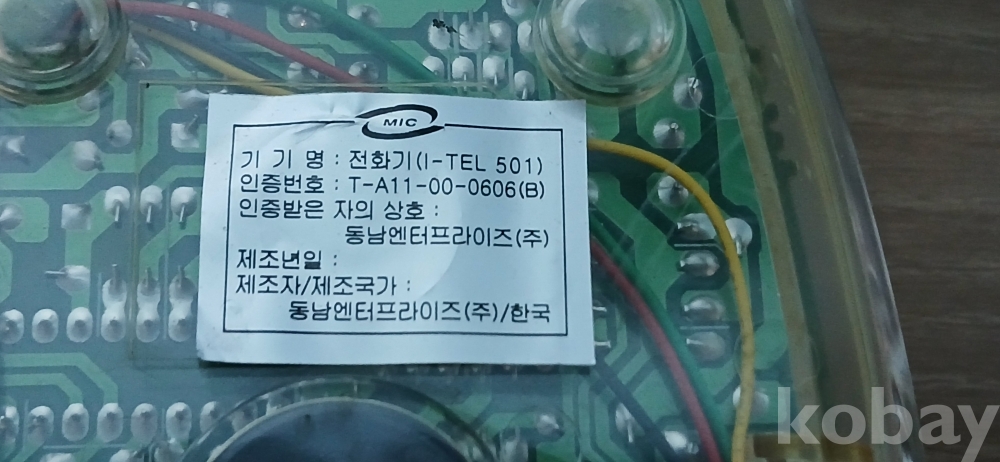 MIC
기 기 명 : 전화기(I-TEL 501)
인증번호 : T-A11-00-0606(B)
인증받은 자의 상호 :
동남엔터프라이즈(주)
제조년일 :
제조자/제조국가 :
동남엔터프라이즈(주)/한국
kobay